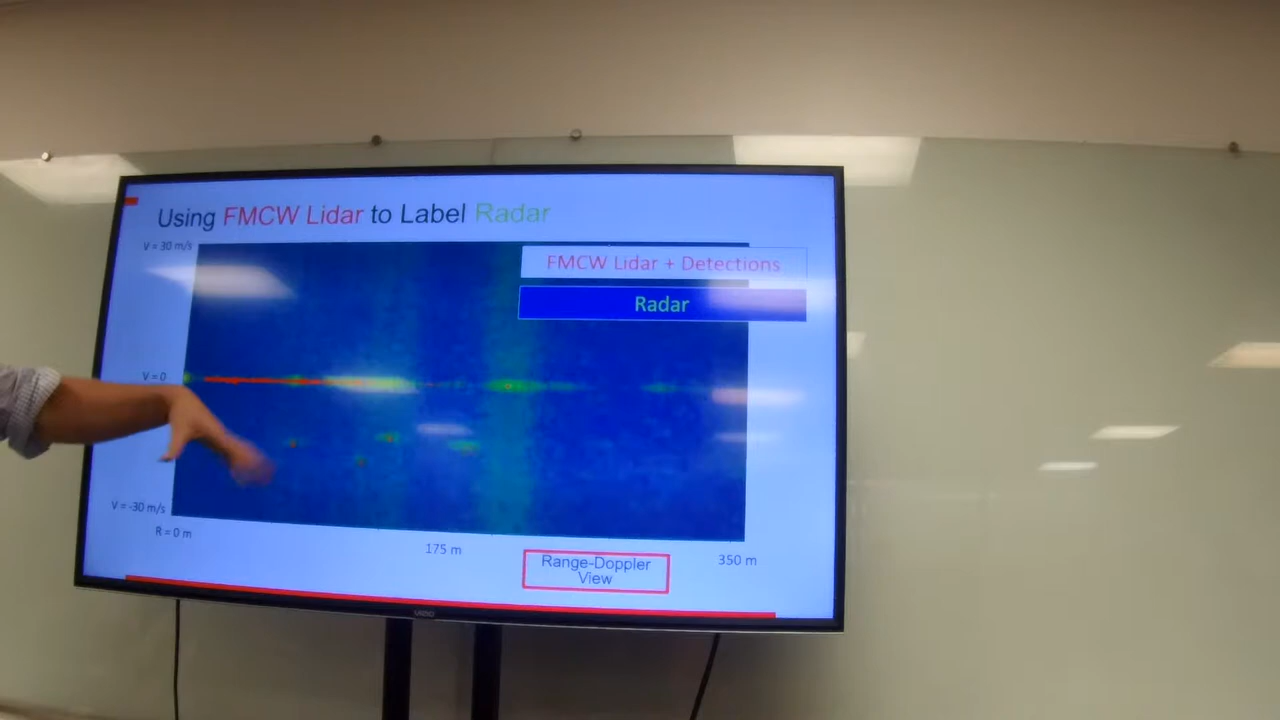 Using FMCW Lidar to Label Radar
V = 30 m/s
FMCW Lidar + Detections
Radar
V = 0
V = -30 m/s
R = 0 m
175 m
350 m
Range-Doppler
View